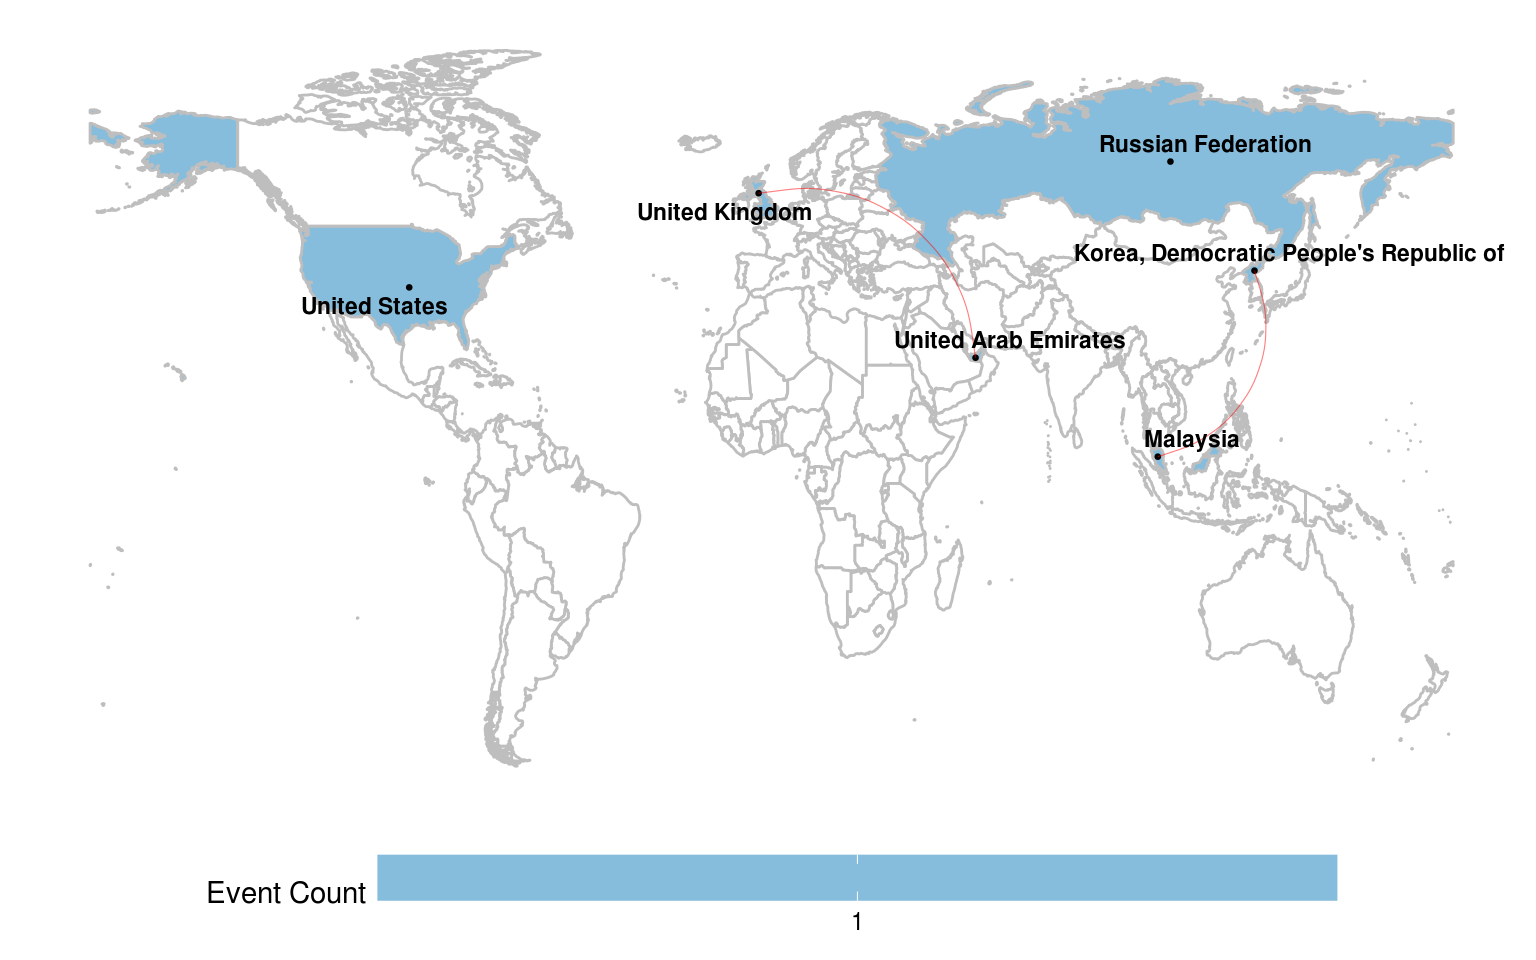 Russian Federation
United Kingdom
Korea, Democratic People's Republic of
United States
United Arab Emirates
Malaysia
Event Count
1